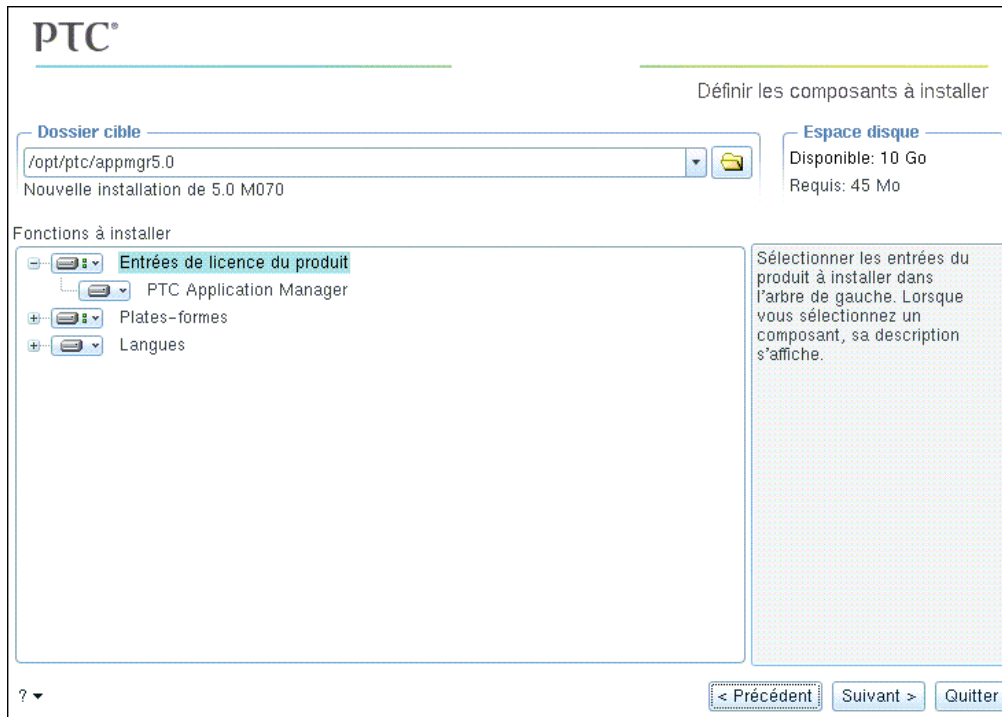 PTC®
Définir les composants à installer
Dossier cible
/opt/ptc/appmgr5.0
Nouvelle installation de 5.0 M070
Espace disque
Disponible: 10 Go
Requis: 45 Mo
Fonctions à installer
Entrées de licence du produit
PTC Application Manager
Plates-formes
Langues
Sélectionner les entrées du
produit à installer dans
l'arbre de gauche. Lorsque
vous sélectionnez un
composant, sa description
s'affiche.
?
< Précédent
Suivant >
Quitter